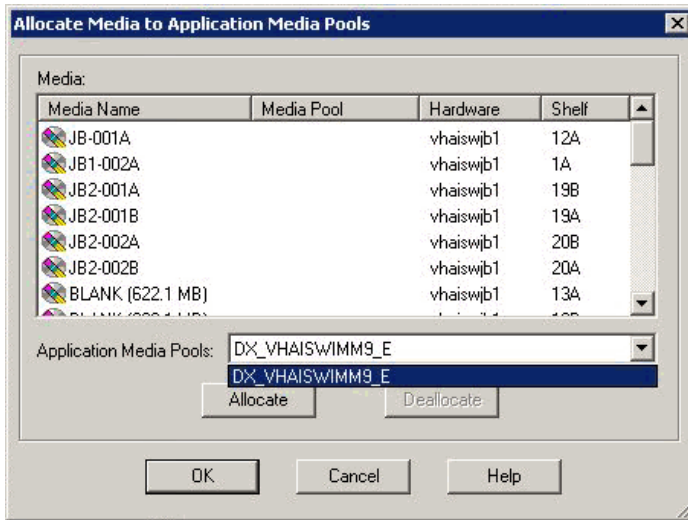 Allocate Media to Application Media Pools
Media:
Media Name Media Pool Hardware Shelf
JB-001A vhaiswjb1 12A
JB1-002A vhaiswjb1 1A
JB2-001A vhaiswjb1 19B
JB2-001B vhaiswjb1 19A
JB2-002A vhaiswjb1 20B
JB2-002B vhaiswjb1 20A
BLANK (622.1 MB) vhaiswjb1 13A
Application Media Pools: DX_VHAISWIMM9_E
DX_VHAISWIMM9_E
Allocate Deallocate
OK Cancel Help